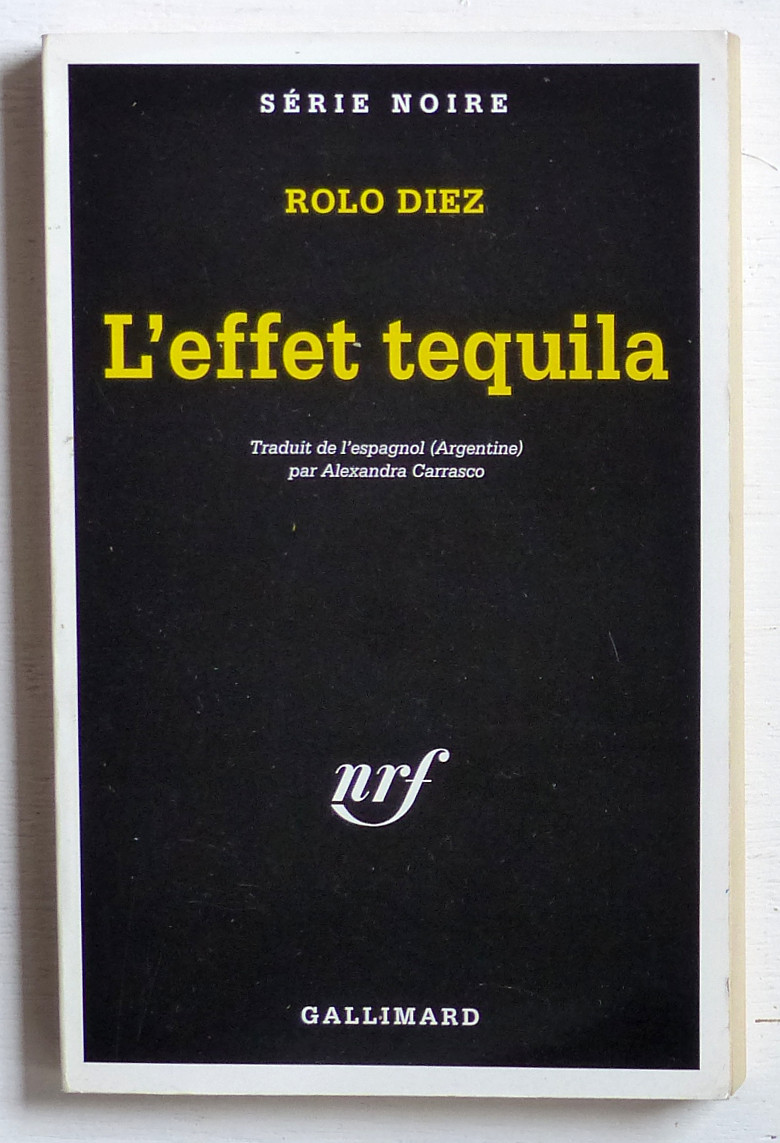 SÉRIE NOIRE
ROLO DIEZ
L'effet tequila
Traduit de l'espagnol (Argentine)
par Alexandra Carrasco
nrf
GALLIMARD